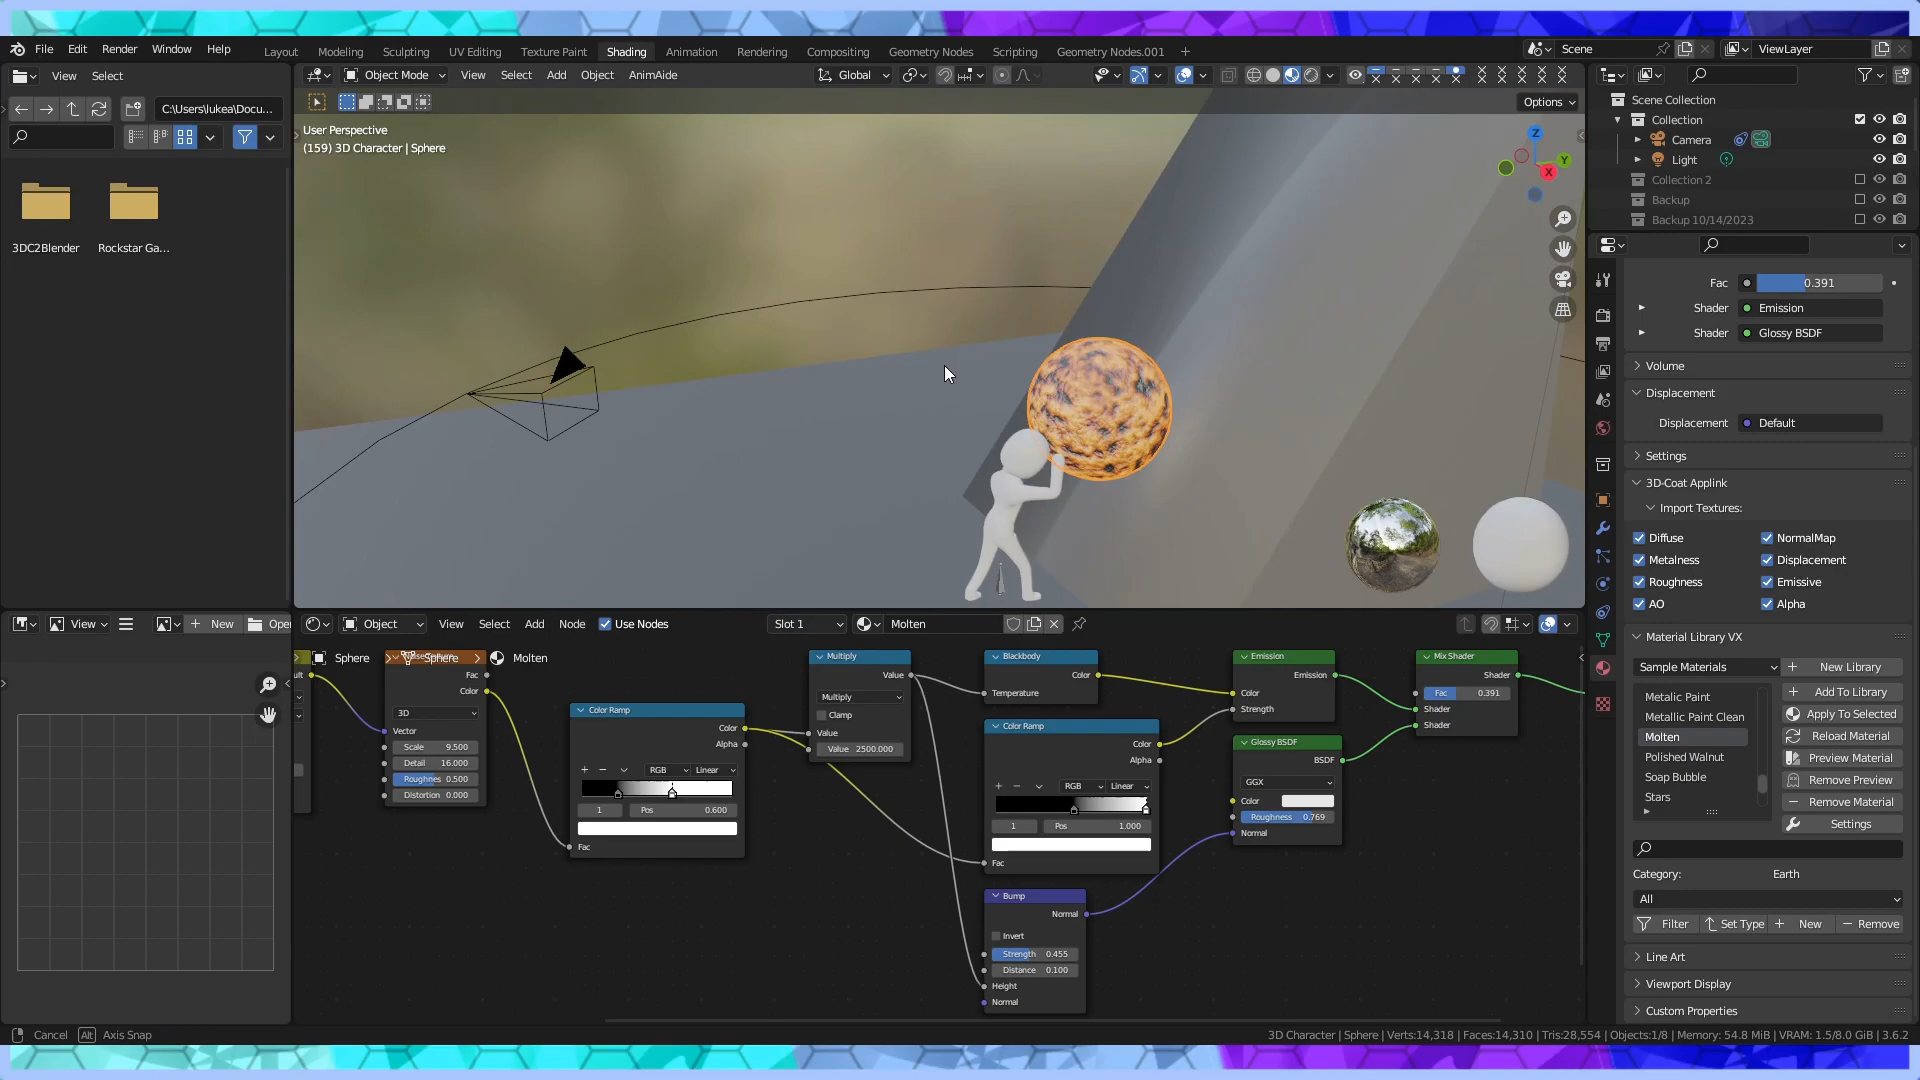 File Edit Render Window Help
Layout Modeling Sculpting UV Editing Texture Paint Shading Animation Rendering Compositing Geometry Nodes Scripting Geometry Nodes.001 +
Scene
ViewLayer
View Select
Object Mode View Select Add Object AnimAide
Global
C:\Users\lukea\Docu...
Options
User Perspective
(159) 3D Character | Sphere
Z
Y
X
3DC2Blender Rockstar Ga...
Scene Collection
Collection
Camera
Light
Collection 2
Backup
Backup 10/14/2023
Fac 0.391
Shader Emission
Shader Glossy BSDF
Volume
Displacement
Displacement Default
Settings
3D-Coat Applink
Import Textures:
Diffuse NormalMap
Metalness Displacement
Roughness Emissive
AO Alpha
Material Library VX
Sample Materials New Library
Metalic Paint Add To Library
Metallic Paint Clean Apply To Selected
Molten Reload Material
Polished Walnut Preview Material
Soap Bubble Remove Preview
Stars Remove Material
Settings
Category: Earth
All
Filter Set Type New Remove
Line Art
Viewport Display
Custom Properties
View New Open
Object View Select Add Node Use Nodes Slot 1 Molten
Sphere Sphere Molten
Fac
Color
3D
Vector
Scale 9.500
Detail 16.000
Roughnes 0.500
Distortion 0.000
Color Ramp
Color
Alpha
RGB Linear
1 Pos 0.600
Fac
Multiply
Value
Multiply
Clamp
Value
Value 2500.000
Blackbody
Color
Temperature
Color Ramp
Color
Alpha
RGB Linear
1 Pos 1.000
Fac
Bump
Normal
Invert
Strength 0.455
Distance 0.100
Height
Normal
Emission
Emission
Color
Strength
Glossy BSDF
BSDF
GGX
Color
Roughness 0.769
Normal
Mix Shader
Shader
Fac 0.391
Shader
Shader
Cancel Alt Axis Snap
3D Character | Sphere | Verts:14,318 | Faces:14,310 | Tris:28,554 | Objects:1/8 | Memory: 54.8 MiB | VRAM: 1.5/8.0 GiB | 3.6.2